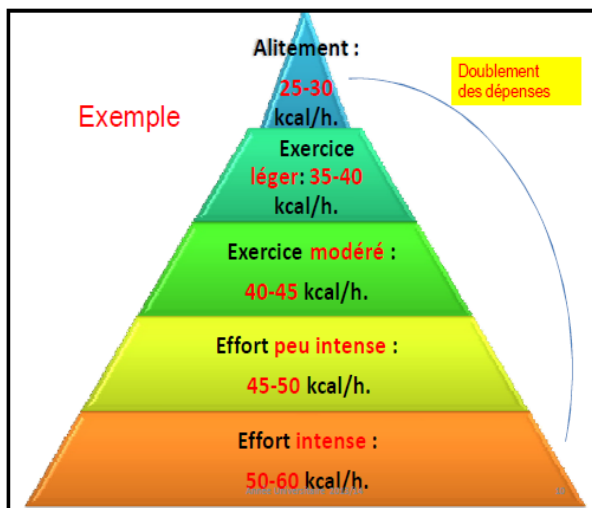 Alitement :
25-30
kcal/h.
Doublement
des dépenses
Exemple
Exercice
léger: 35-40
kcal/h.
Exercice modéré :
40-45 kcal/h.
Effort peu intense :
45-50 kcal/h.
Effort intense :
50-60 kcal/h.